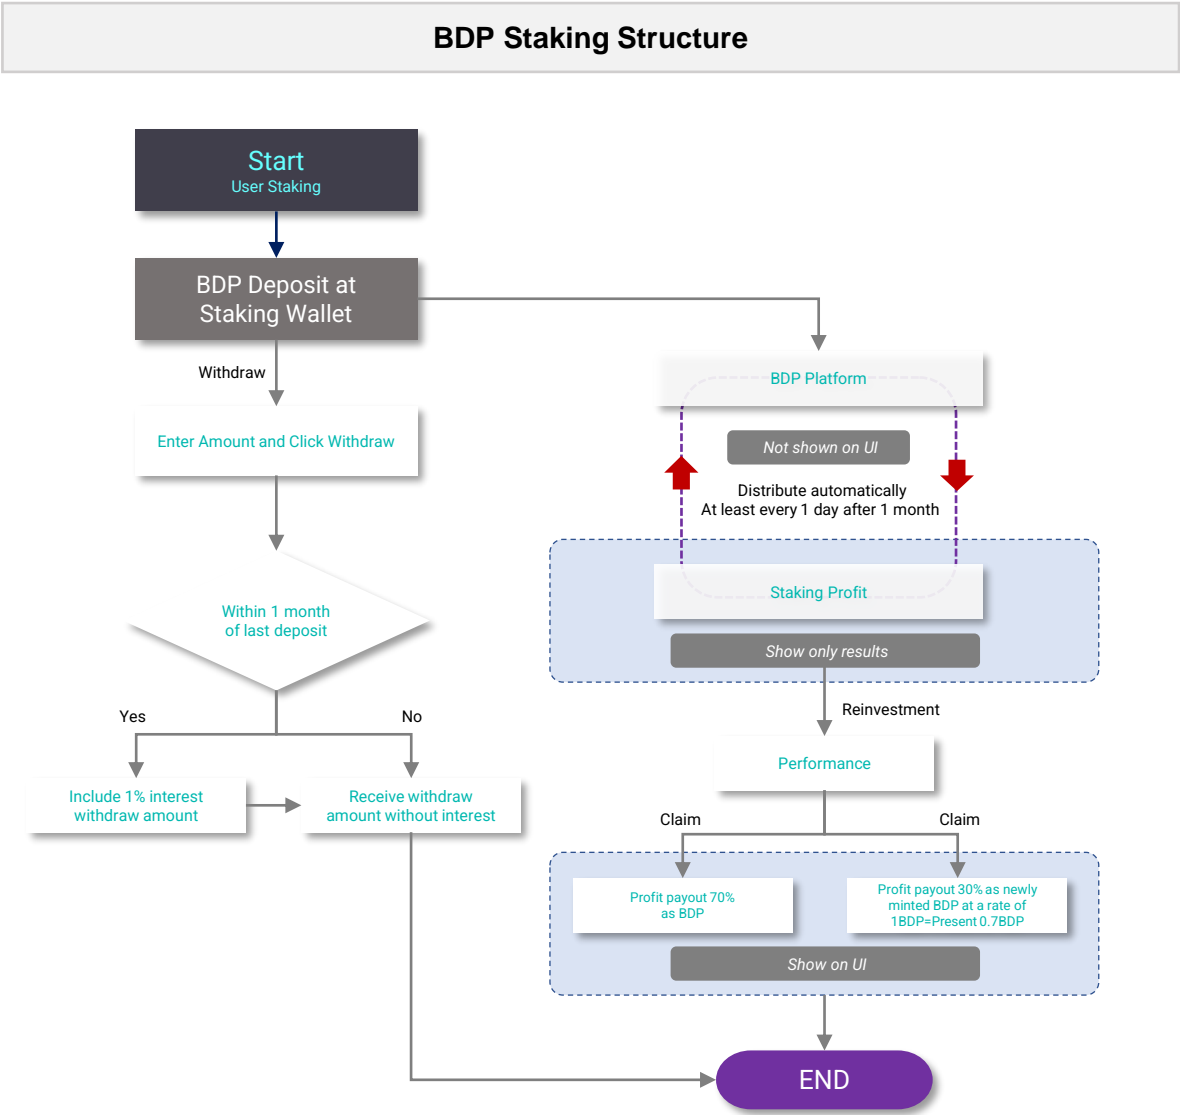 BDP Staking Structure
Start
User Staking
BDP Deposit at
Staking Wallet
Withdraw
Enter Amount and Click Withdraw
Within 1 month
of last deposit
Yes
No
Include 1% interest
withdraw amount
Receive withdraw
amount without interest
BDP Platform
Not shown on UI
Distribute automatically
At least every 1 day after 1 month
Staking Profit
Show only results
Reinvestment
Performance
Claim
Claim
Profit payout 70%
as BDP
Profit payout 30% as newly
minted BDP at a rate of
1BDP=Present 0.7BDP
Show on UI
END